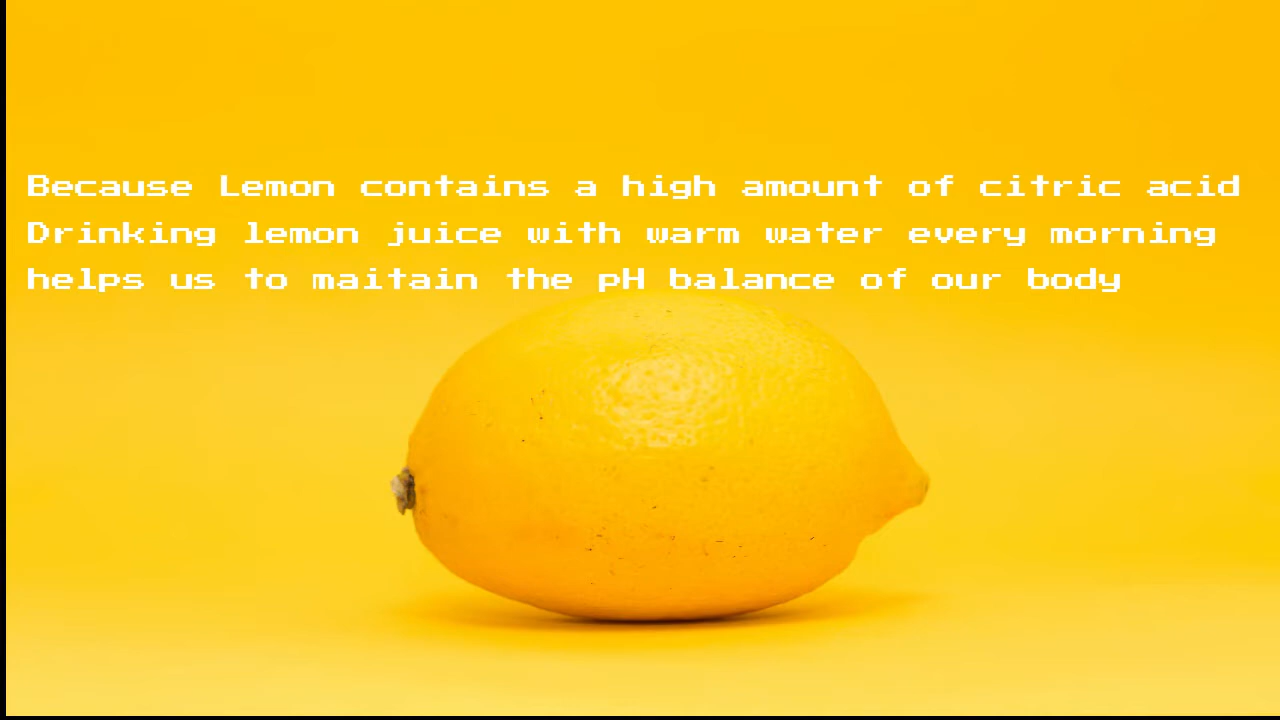 Because Lemon contains a high amount of citric acid
Drinking lemon juice with warm water every morning
helps us to maitain the pH balance of our body